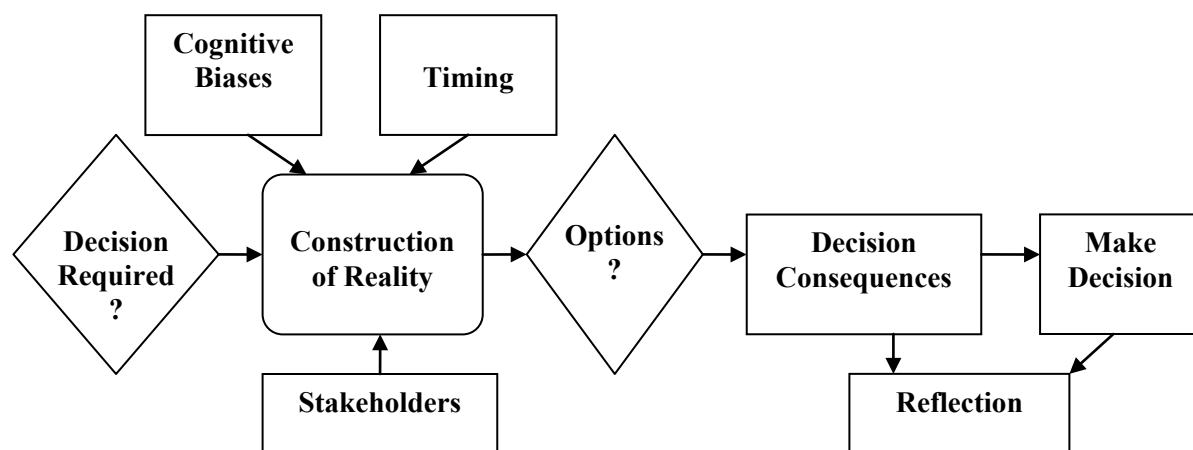 Cognitive
Biases
Timing
Decision
Required
?
Construction
of Reality
Options
?
Decision
Consequences
Make
Decision
Stakeholders
Reflection